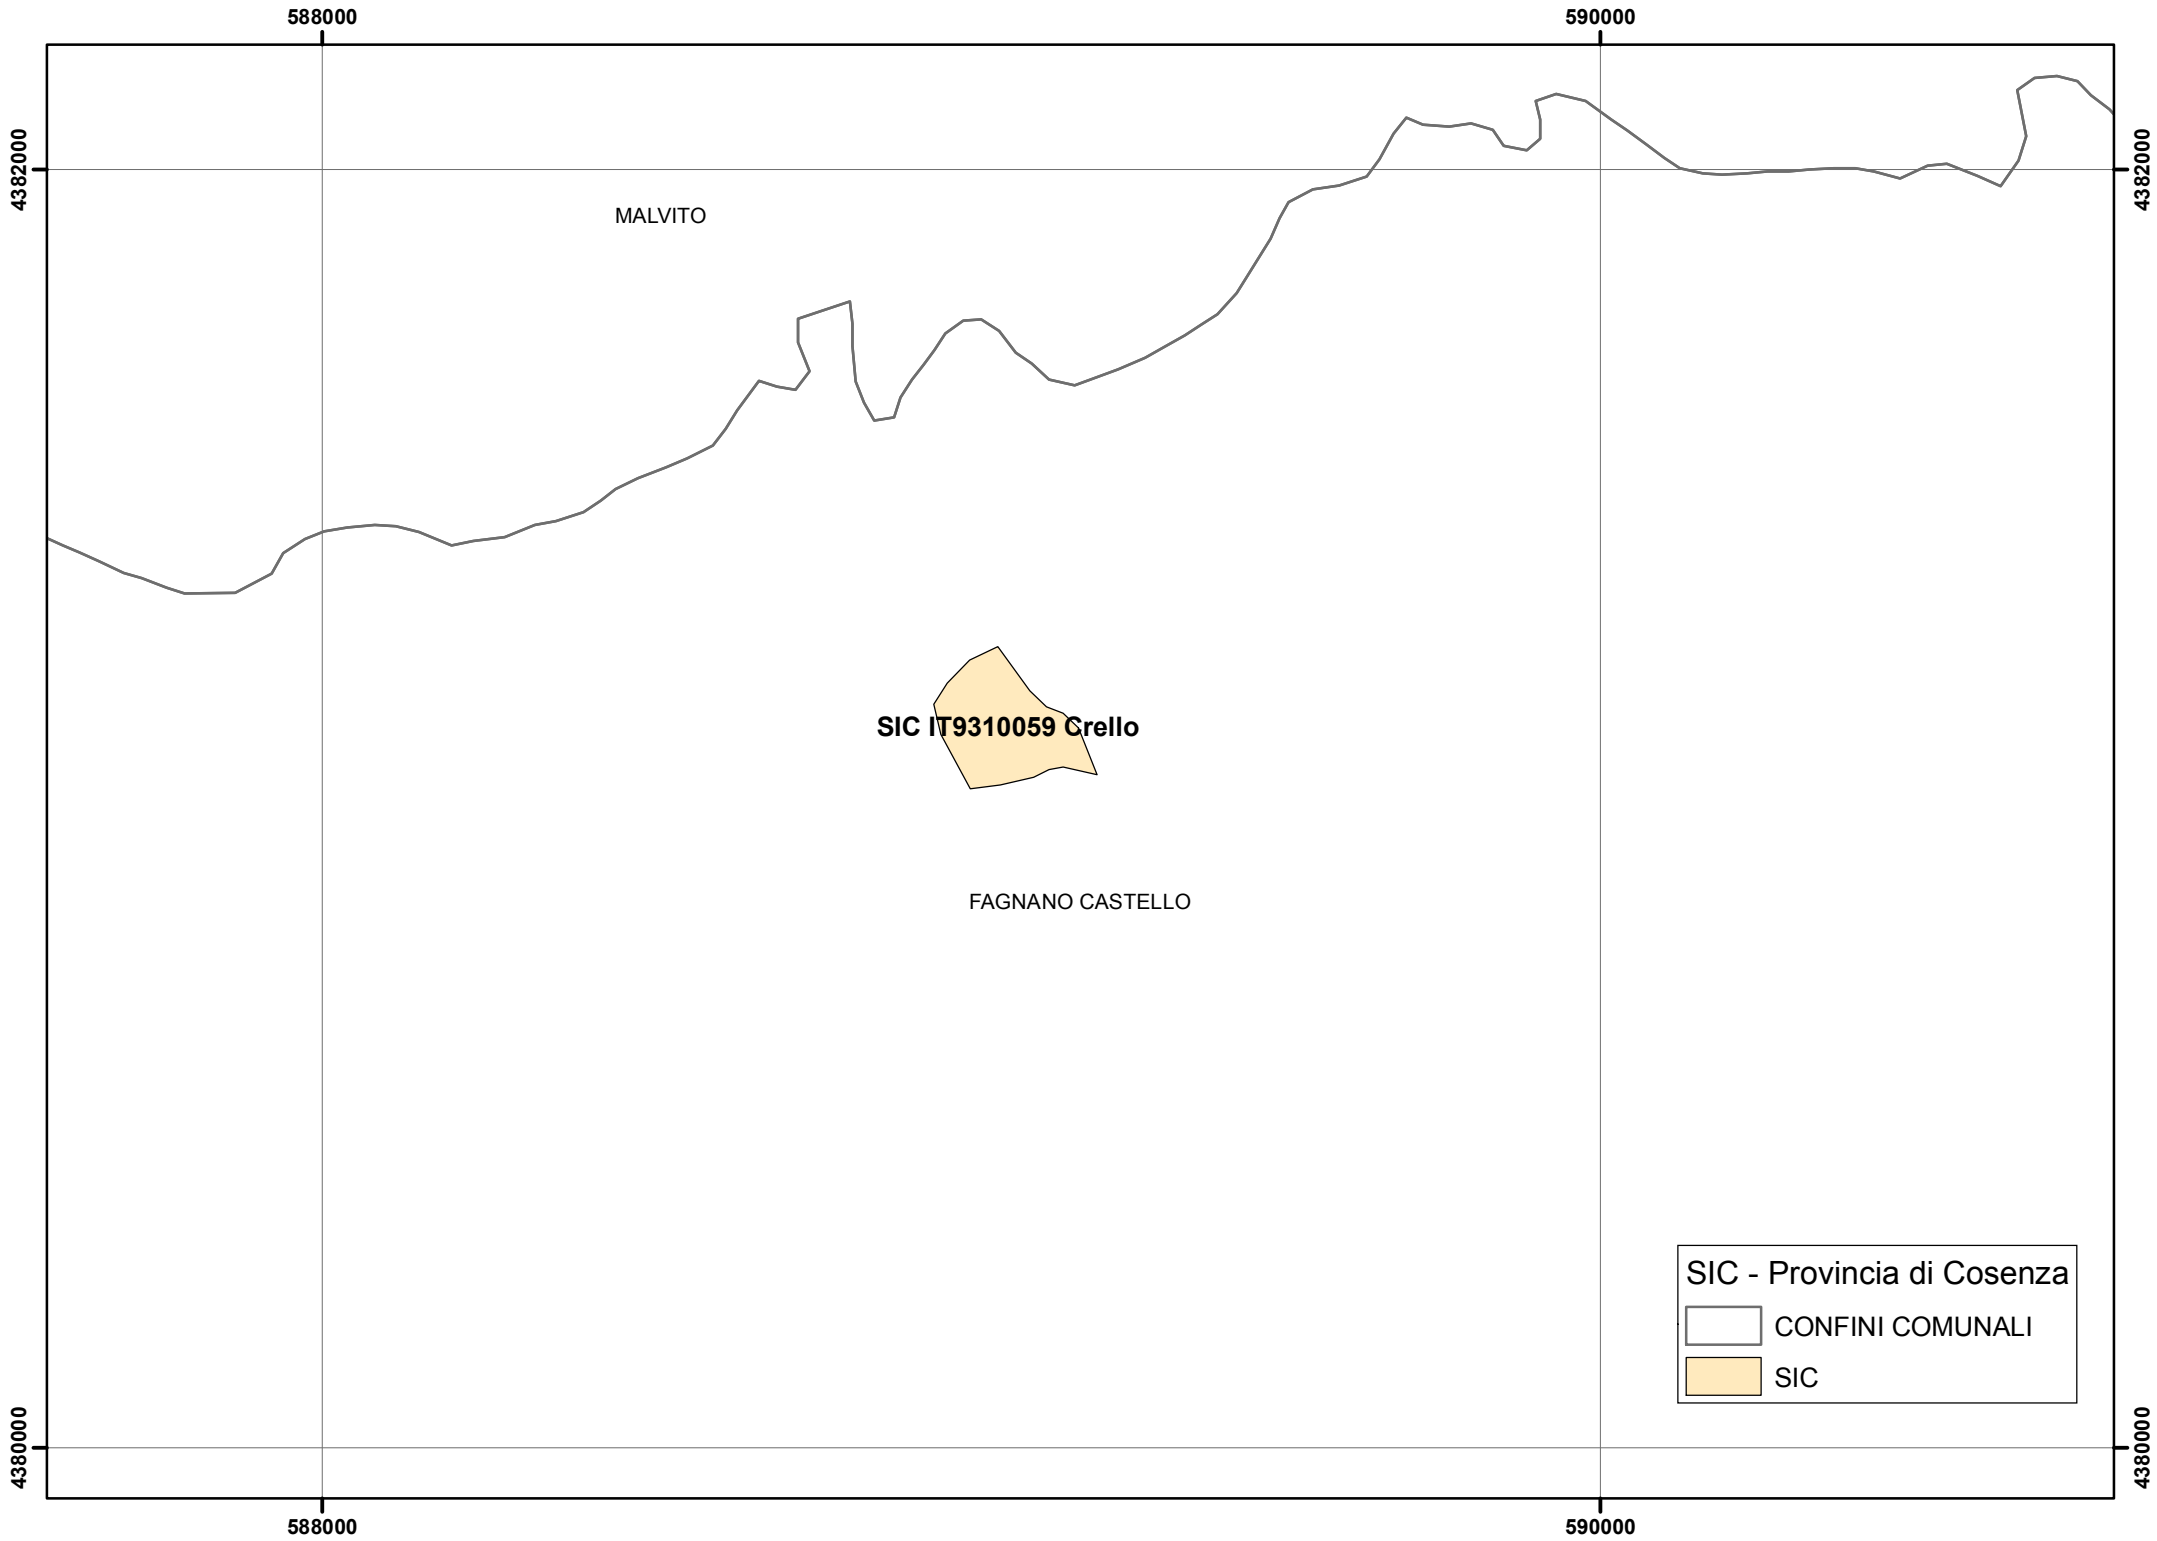 588000
590000
4382000
4382000
MALVITO
SIC IT9310059 Crello
FAGNANO CASTELLO
SIC - Provincia di Cosenza
CONFINI COMUNALI
SIC
4380000
4380000
588000
590000